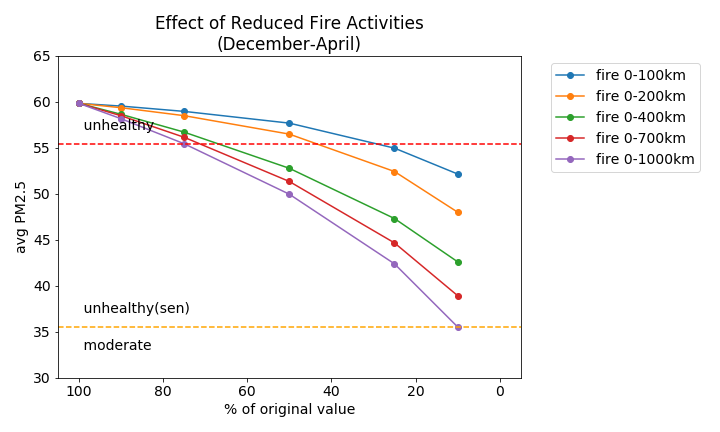 Effect of Reduced Fire Activities
(December-April)
65
60
55
50
45
40
35
30
avg PM2.5
unhealthy
unhealthy(sen)
moderate
100
80
60
40
20
0
% of original value
fire 0-100km
fire 0-200km
fire 0-400km
fire 0-700km
fire 0-1000km